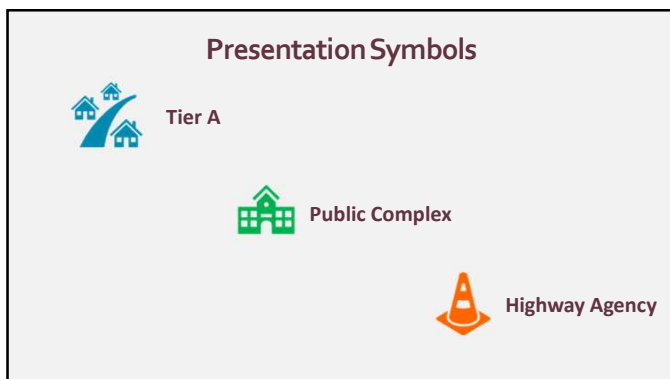 Presentation Symbols
Tier A
Public Complex
Highway Agency